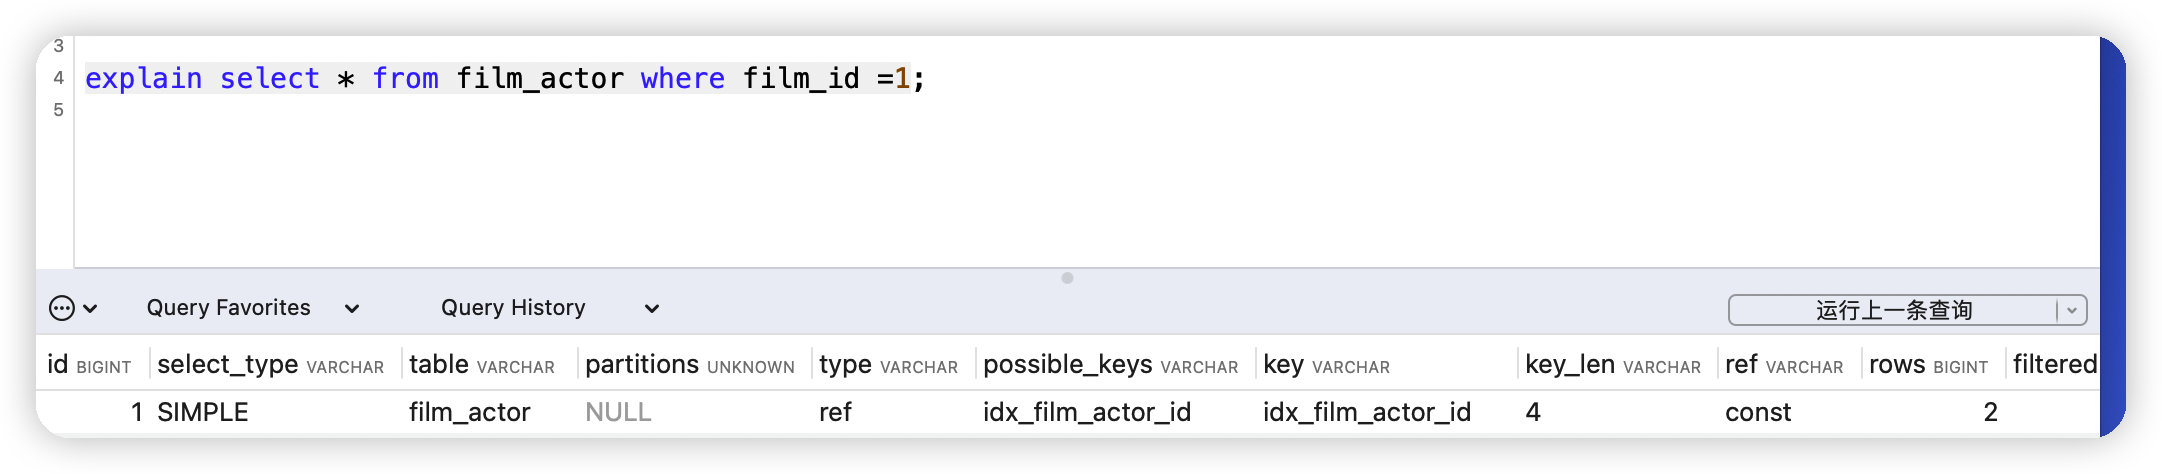 3
4 explain select * from film_actor where film_id =1;
5
Query Favorites Query History 运行上一条查询
id BIGINT select_type VARCHAR table VARCHAR partitions UNKNOWN type VARCHAR possible_keys VARCHAR key VARCHAR key_len VARCHAR ref VARCHAR rows BIGINT filtered
1 SIMPLE film_actor NULL ref idx_film_actor_id idx_film_actor_id 4 const 2